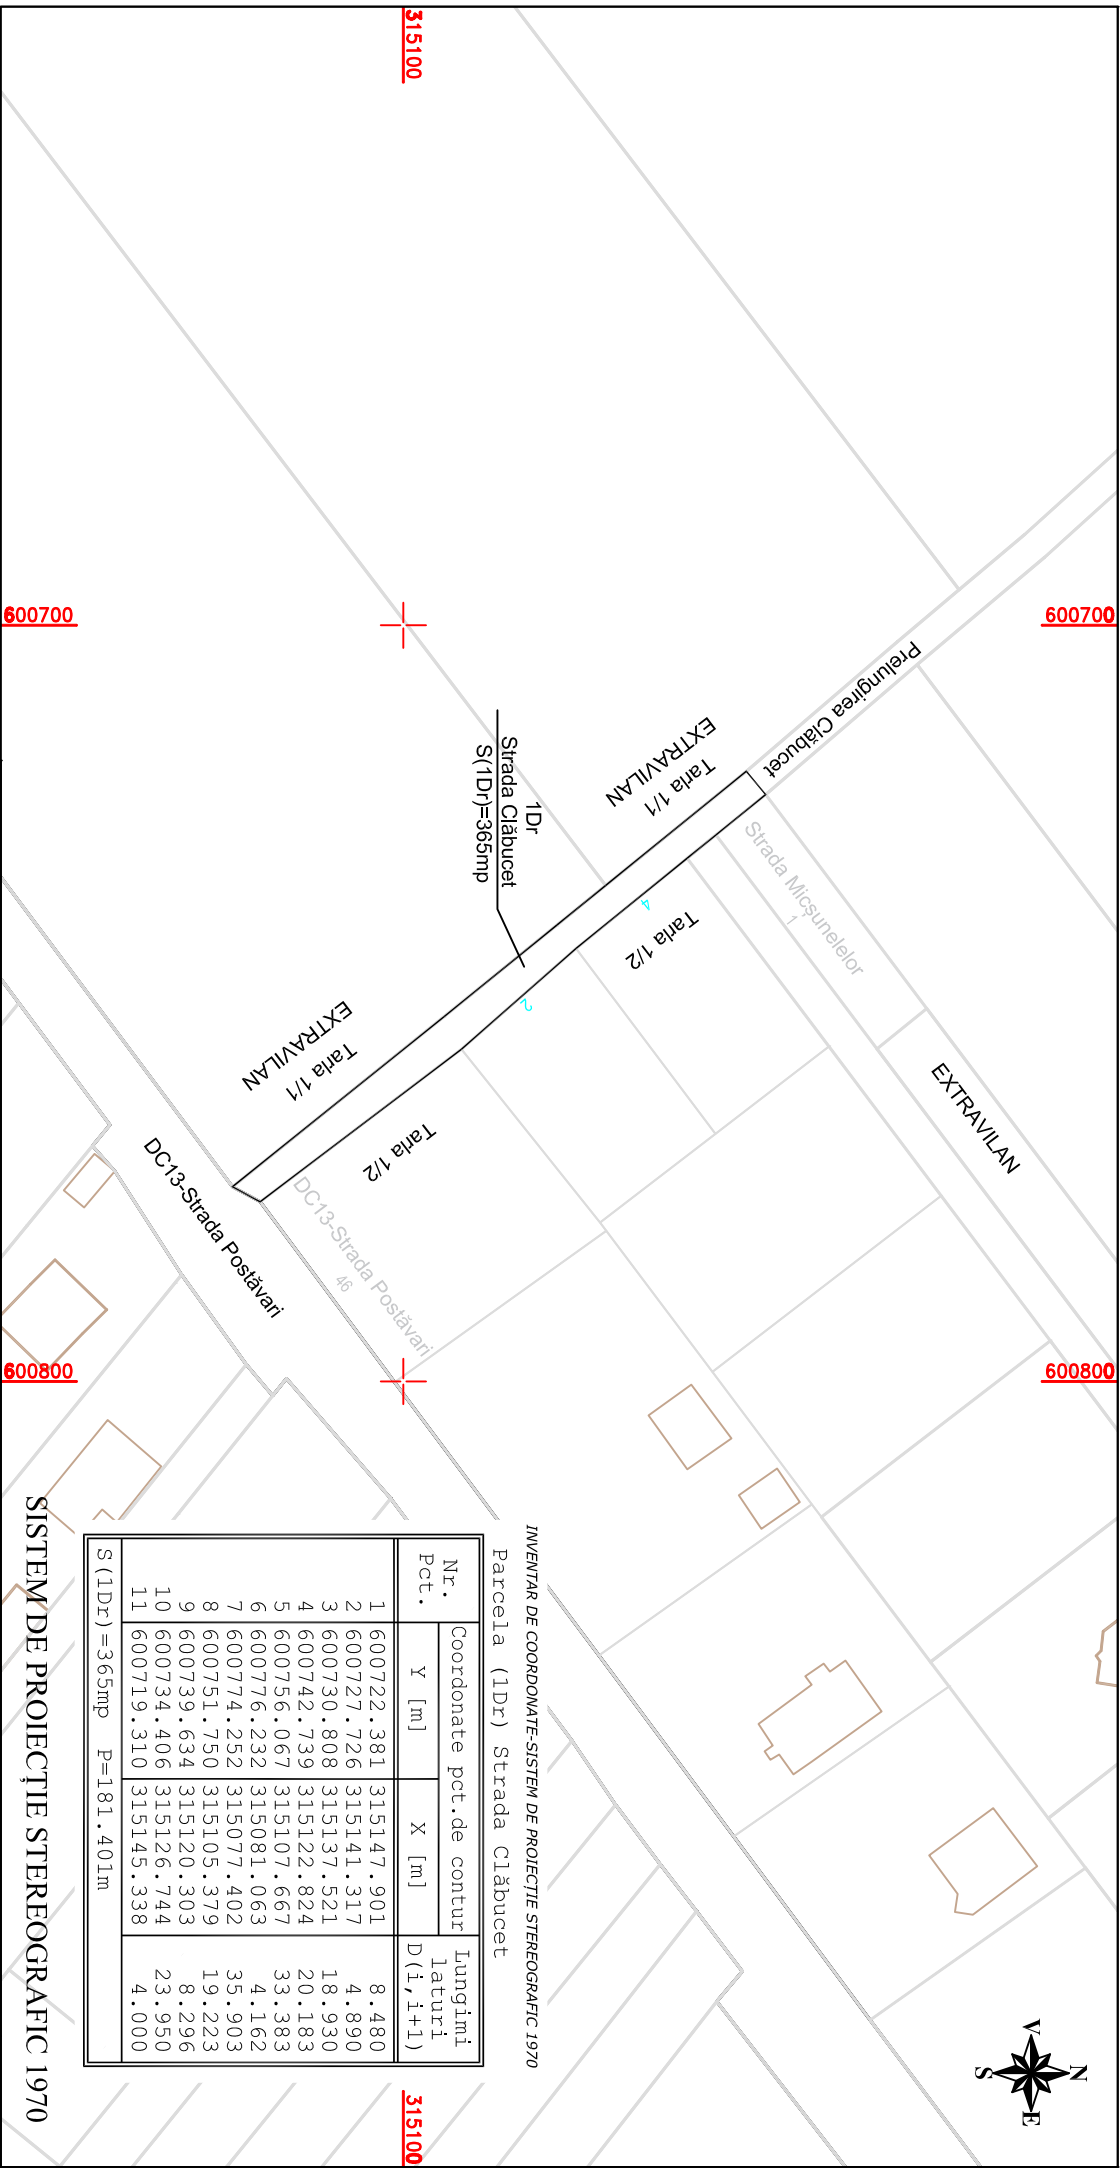 315100
600700
600700
600800
600800
315100
N
V
E
S
Prelungirea Clăbucet
Tarla 1/1
EXTRAVILAN
Strada Micșunelelor
1
1Dr
Strada Clăbucet
S(1Dr)=365mp
4
Tarla 1/2
2
EXTRAVILAN
Tarla 1/1
EXTRAVILAN
Tarla 1/2
DC13-Strada Postăvari
46
DC13-Strada Postăvari
INVENTAR DE COORDONATE-SISTEM DE PROIECȚIE STEREOGRAFIC 1970
Parcela (1Dr) Strada Clăbucet
Nr. Pct. Coordonate pct.de contur Lungimi laturi D(i,i+1)
Y [m] X [m]
1 600722.381 315147.901 8.480
2 600727.726 315141.317 4.890
3 600730.808 315137.521 18.930
4 600742.739 315122.824 20.183
5 600756.067 315107.667 33.383
6 600776.232 315081.063 4.162
7 600774.252 315077.402 35.903
8 600751.750 315105.379 19.223
9 600739.634 315120.303 8.296
10 600734.406 315126.744 23.950
11 600719.310 315145.338 4.000
S(1Dr)=365mp P=181.401m
SISTEM DE PROIECȚIE STEREOGRAFIC 1970